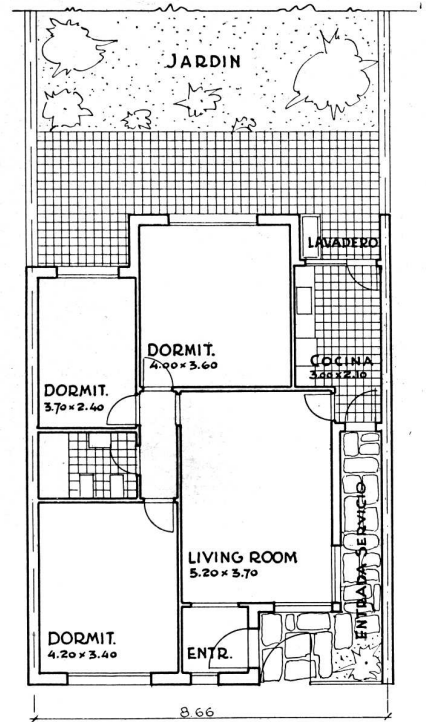 JARDIN
LAVADERO
DORMIT.
4.00 x 3.60
COCINA
3.00 x 2.10
DORMIT.
3.70 x 2.40
LIVING ROOM
5.20 x 3.70
ENTRADA SERVICIO
DORMIT.
4.20 x 3.40
ENTR.
8.66